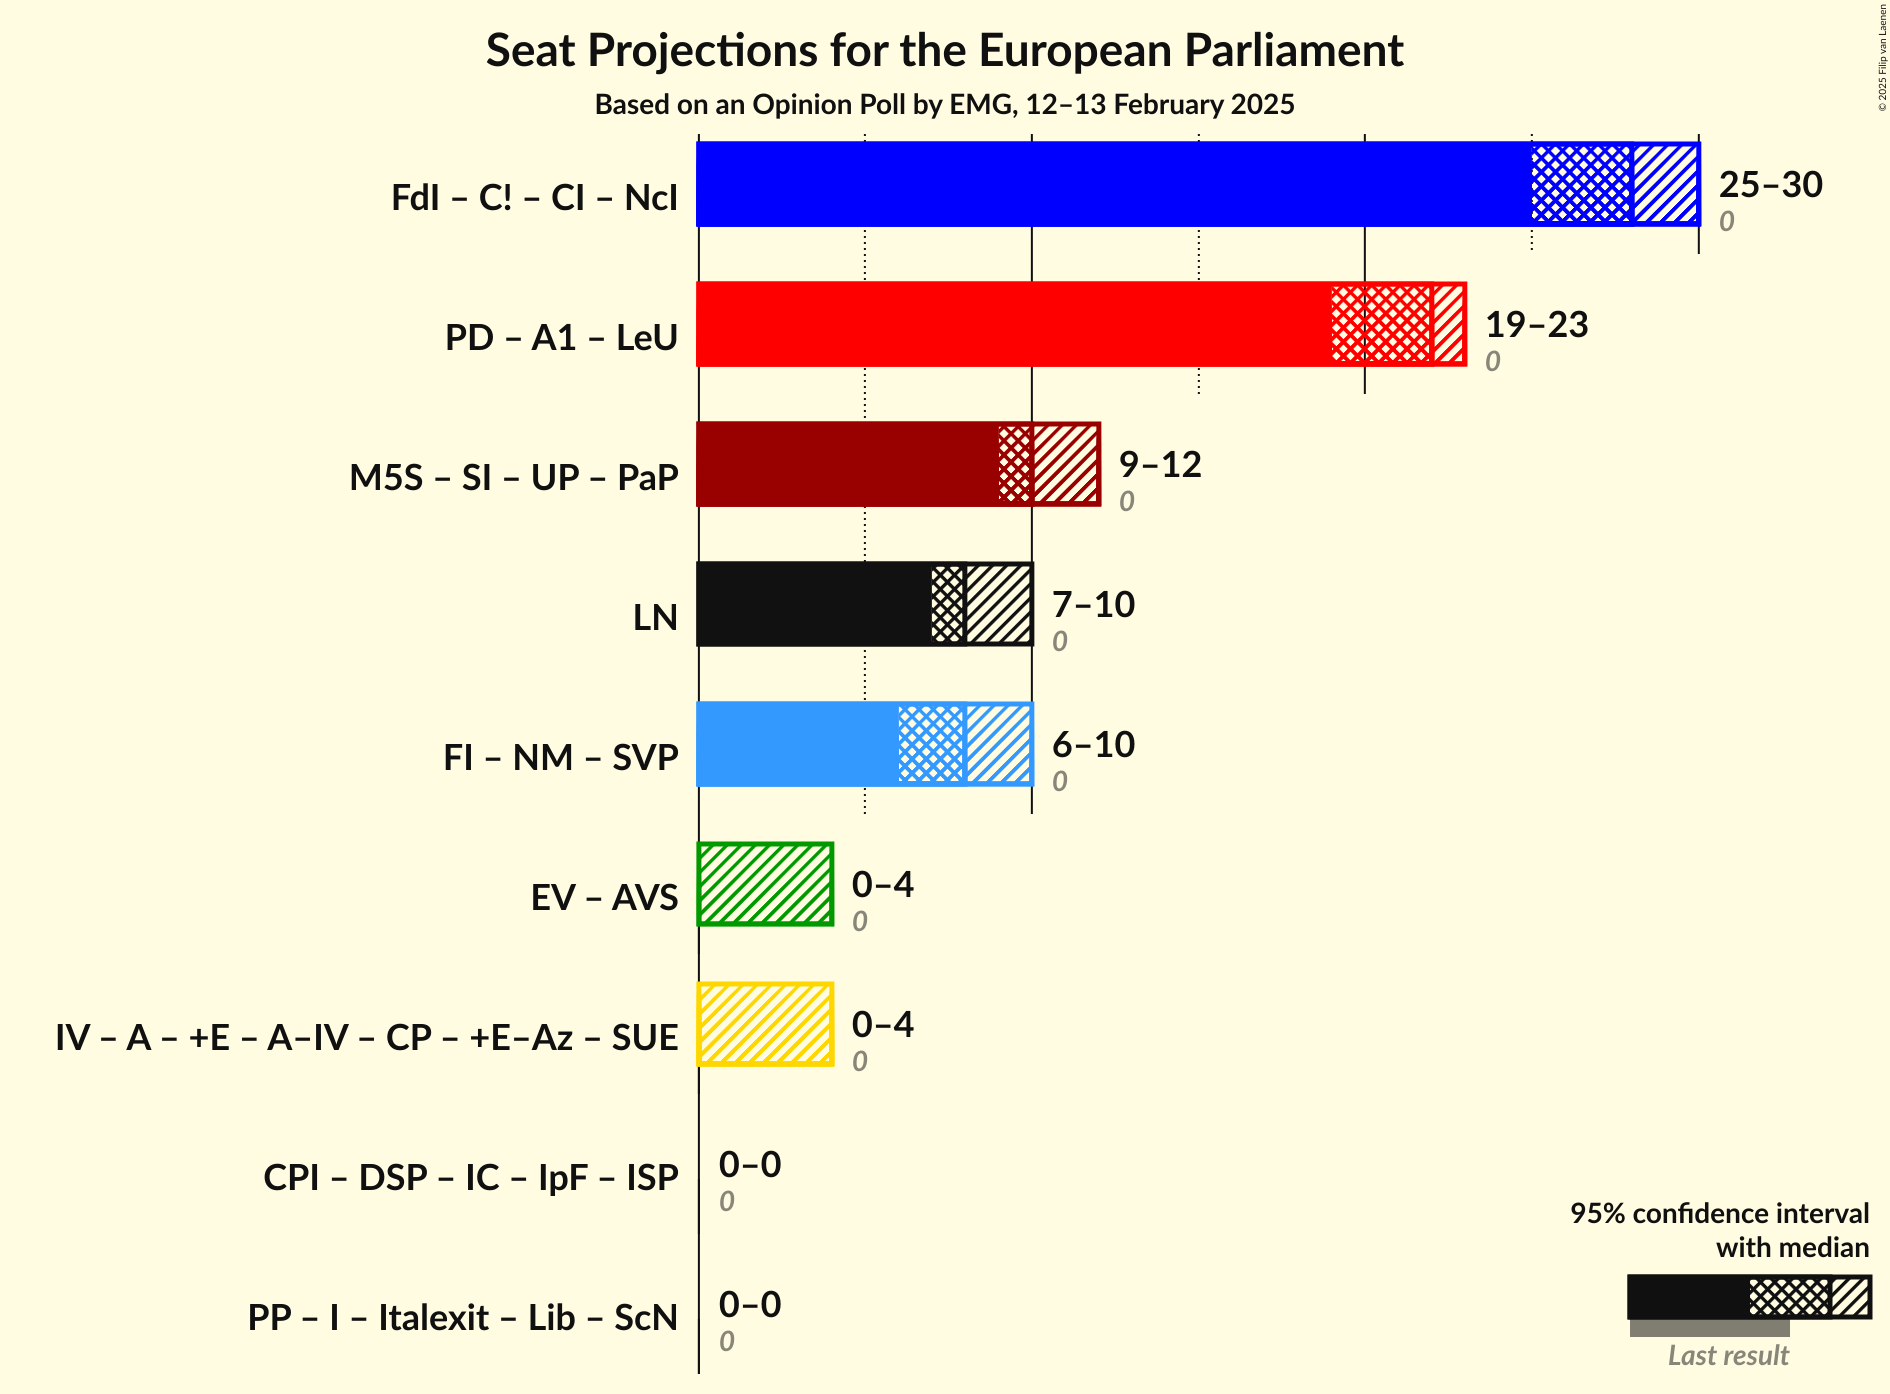 Seat Projections for the European Parliament
Based on an Opinion Poll by EMG, 12–13 February 2025
© 2025 Filip van Laenen
FdI – C! – CI – NcI
25–30
0
PD – A1 – LeU
19–23
0
M5S – SI – UP – PaP
9–12
0
LN
7–10
0
FI – NM – SVP
6–10
0
EV – AVS
0–4
0
IV – A – +E – A–IV – CP – +E–Az – SUE
0–4
0
CPI – DSP – IC – IpF – ISP
0–0
0
PP – I – Italexit – Lib – ScN
0–0
0
95% confidence interval
with median
Last result